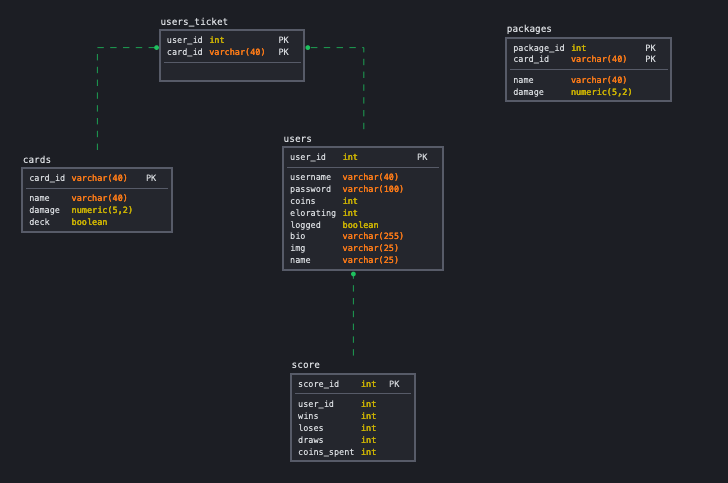 users_ticket
user_id int PK
card_id varchar(40) PK
packages
package_id int PK
card_id varchar(40) PK
name varchar(40)
damage numeric(5,2)
cards
card_id varchar(40) PK
name varchar(40)
damage numeric(5,2)
deck boolean
users
user_id int PK
username varchar(40)
password varchar(100)
coins int
elorating int
logged boolean
bio varchar(255)
img varchar(25)
name varchar(25)
score
score_id int PK
user_id int
wins int
loses int
draws int
coins_spent int